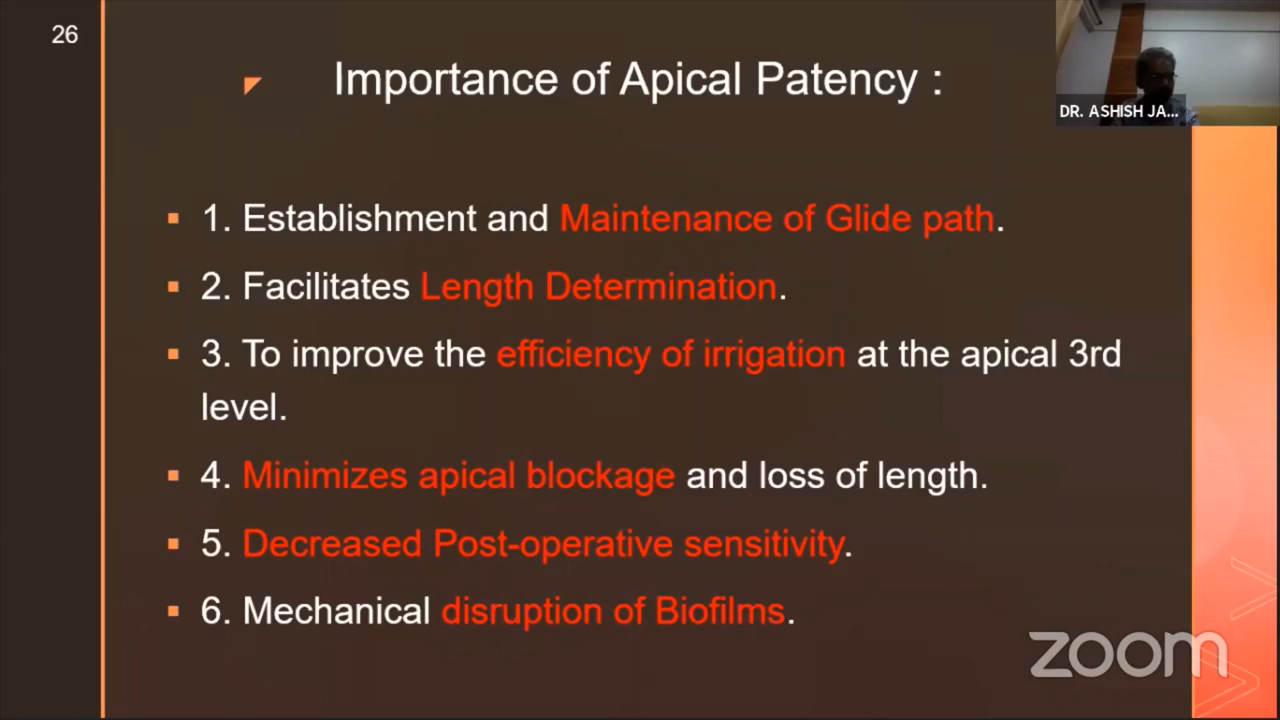 26
Importance of Apical Patency :
DR. ASHISH JA...
1. Establishment and Maintenance of Glide path.
2. Facilitates Length Determination.
3. To improve the efficiency of irrigation at the apical 3rd
level.
4. Minimizes apical blockage and loss of length.
5. Decreased Post-operative sensitivity.
6. Mechanical disruption of Biofilms.
zoom